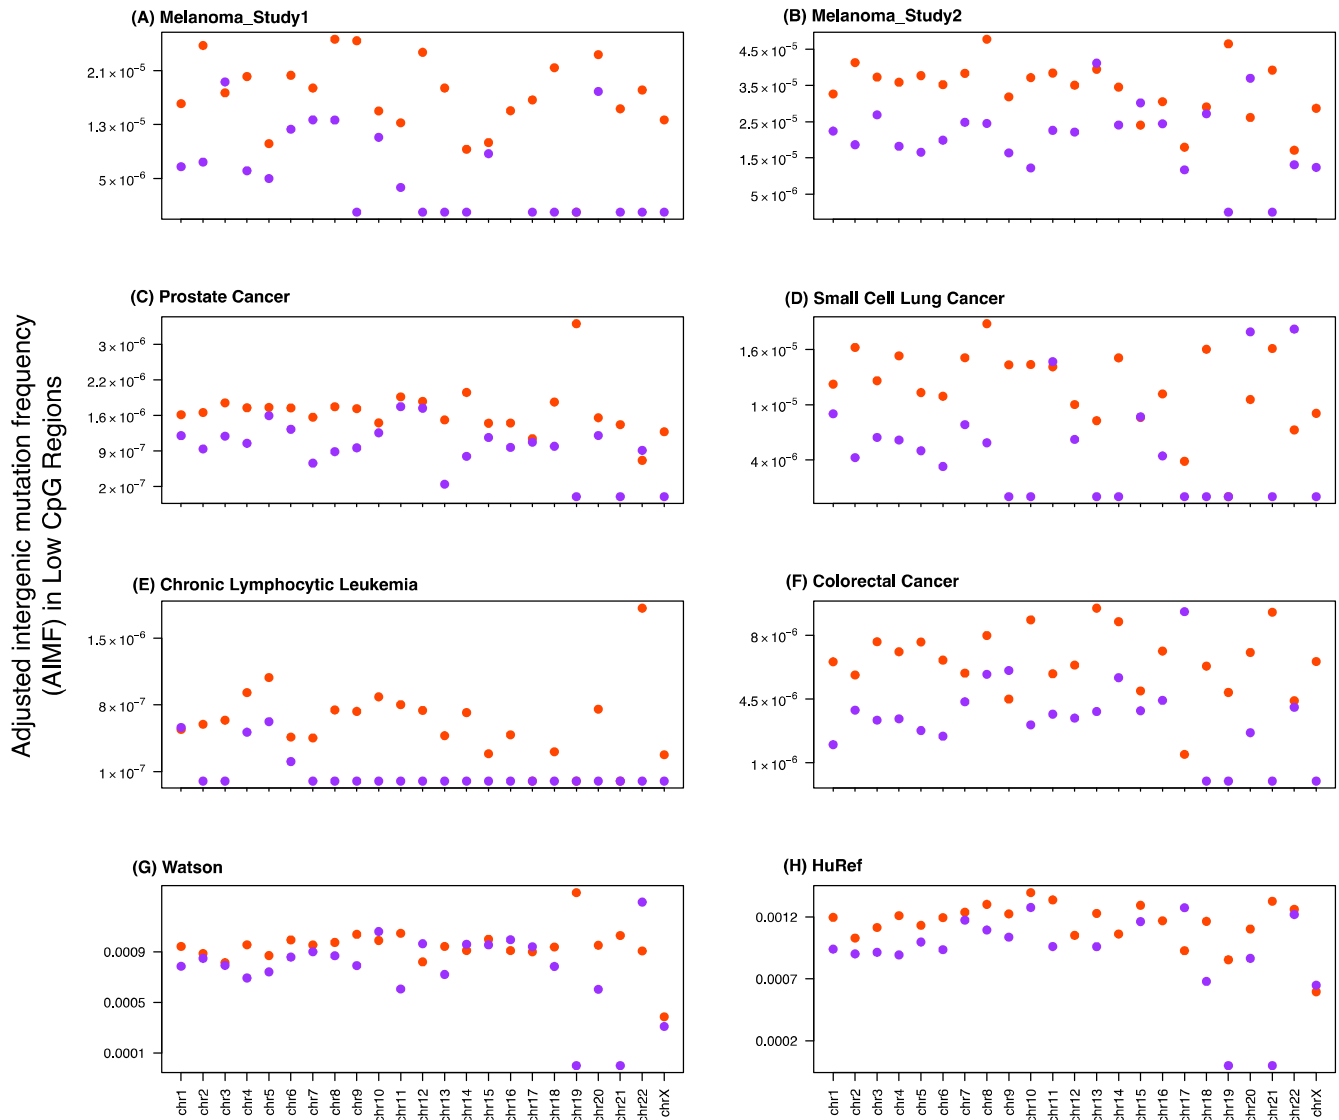 Adjusted intergenic mutation frequency
(AIMF) in Low CpG Regions
(A) Melanoma_Study1
2.1 × 10⁻⁵
1.3 × 10⁻⁵
5 × 10⁻⁶
(B) Melanoma_Study2
4.5 × 10⁻⁵
3.5 × 10⁻⁵
2.5 × 10⁻⁵
1.5 × 10⁻⁵
5 × 10⁻⁶
(C) Prostate Cancer
3 × 10⁻⁶
2.2 × 10⁻⁶
1.6 × 10⁻⁶
9 × 10⁻⁷
2 × 10⁻⁷
(D) Small Cell Lung Cancer
1.6 × 10⁻⁵
1 × 10⁻⁵
4 × 10⁻⁶
(E) Chronic Lymphocytic Leukemia
1.5 × 10⁻⁶
8 × 10⁻⁷
1 × 10⁻⁷
(F) Colorectal Cancer
8 × 10⁻⁶
4.5 × 10⁻⁶
1 × 10⁻⁶
(G) Watson
0.0009
0.0005
0.0001
chr1
chr2
chr3
chr4
chr5
chr6
chr7
chr8
chr9
chr10
chr11
chr12
chr13
chr14
chr15
chr16
chr17
chr18
chr19
chr20
chr21
chr22
chrX
(H) HuRef
0.0012
0.0007
0.0002
chr1
chr2
chr3
chr4
chr5
chr6
chr7
chr8
chr9
chr10
chr11
chr12
chr13
chr14
chr15
chr16
chr17
chr18
chr19
chr20
chr21
chr22
chrX